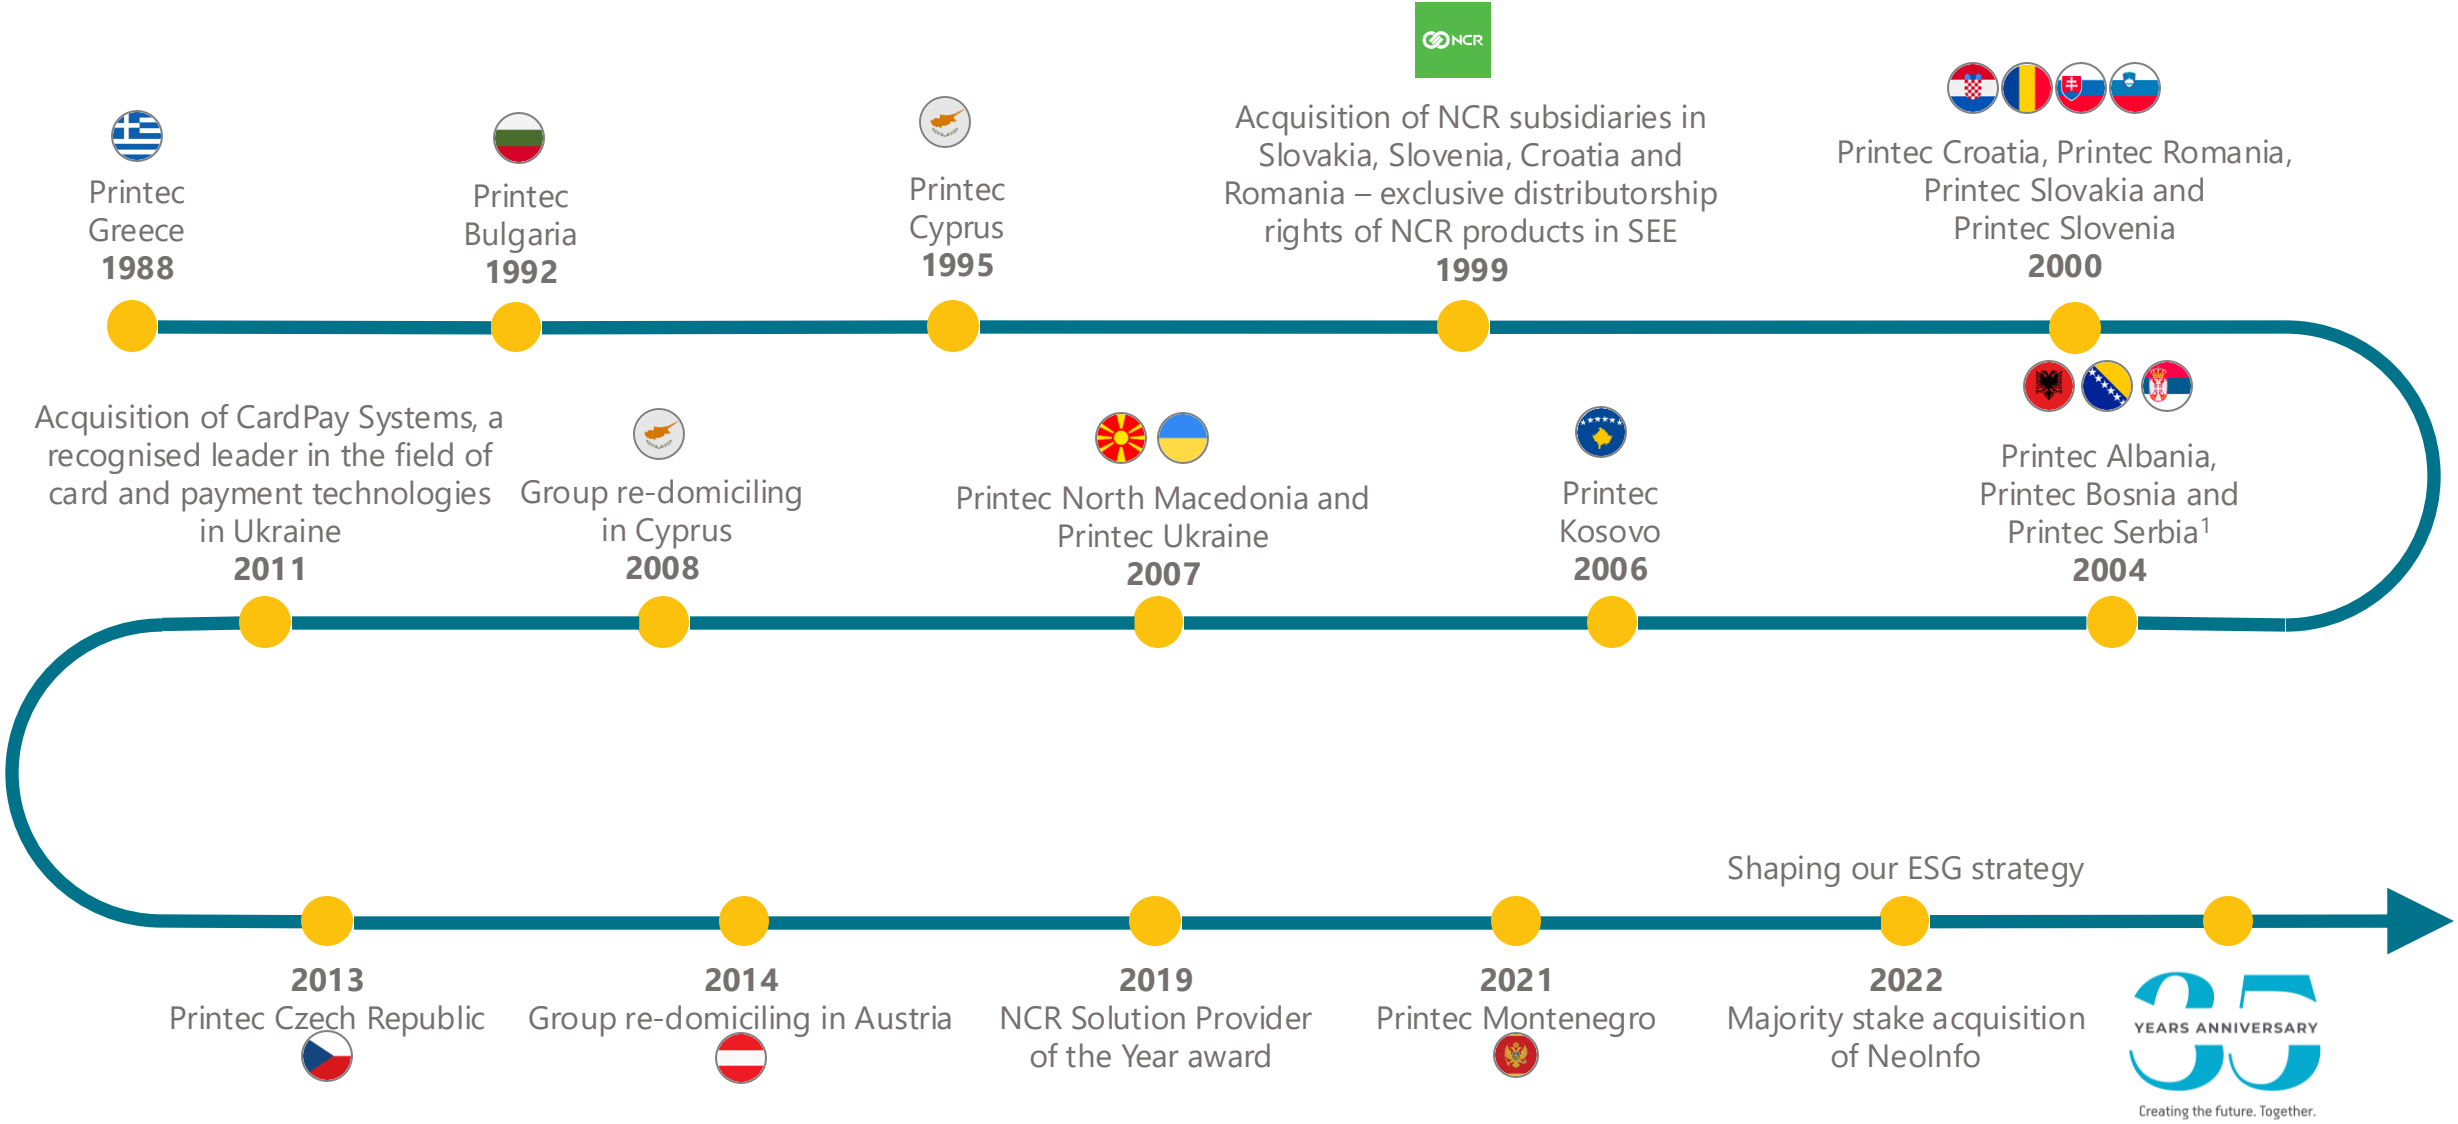 NCR
Printec
Greece
1988
Printec
Bulgaria
1992
Printec
Cyprus
1995
Acquisition of NCR subsidiaries in
Slovakia, Slovenia, Croatia and
Romania – exclusive distributorship
rights of NCR products in SEE
1999
Printec Croatia, Printec Romania,
Printec Slovakia and
Printec Slovenia
2000
Printec Albania,
Printec Bosnia and
Printec Serbia¹
2004
Printec
Kosovo
2006
Printec North Macedonia and
Printec Ukraine
2007
Group re-domiciling
in Cyprus
2008
Acquisition of CardPay Systems, a
recognised leader in the field of
card and payment technologies
in Ukraine
2011
2013
Printec Czech Republic
2014
Group re-domiciling in Austria
2019
NCR Solution Provider
of the Year award
2021
Printec Montenegro
Shaping our ESG strategy
2022
Majority stake acquisition
of NeoInfo
35
YEARS ANNIVERSARY
Creating the future. Together.